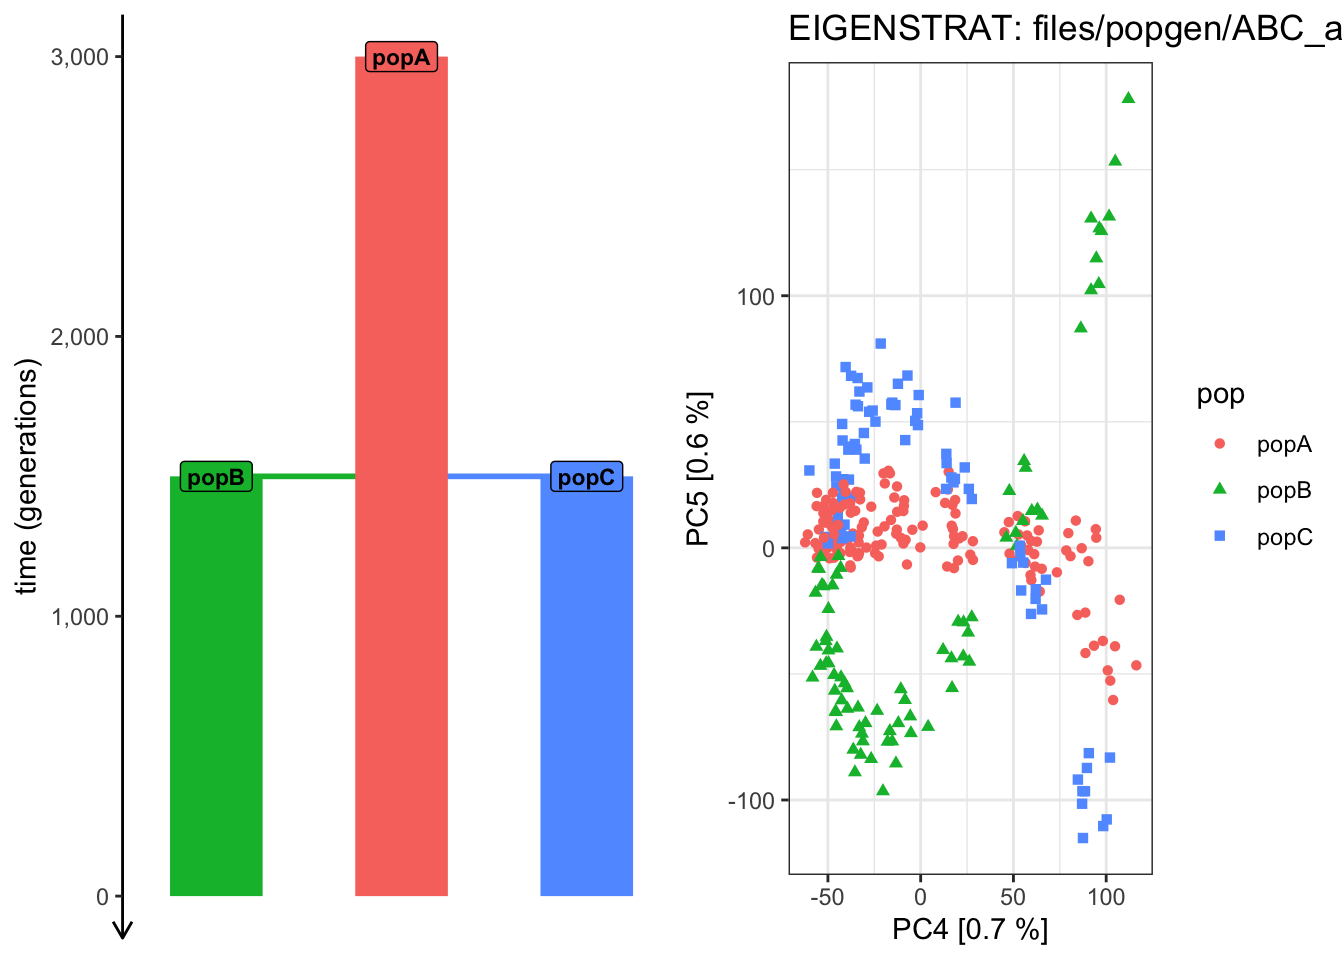 time (generations)
3,000
2,000
1,000
0
popA
popB
popC
EIGENSTRAT: files/popgen/ABC_a
PC5 [0.6 %]
100
0
-100
-50
0
50
100
PC4 [0.7 %]
pop
popA
popB
popC